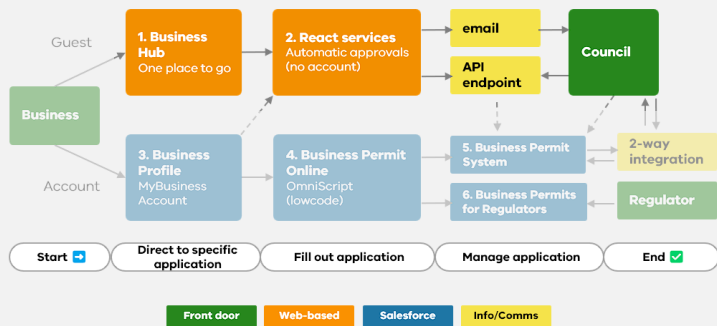 Guest
1. Business
Hub
One place to go
2. React services
Automatic approvals
(no account)
email
API
endpoint
Council
Business
Account
3. Business
Profile
MyBusiness
Account
4. Business Permit
Online
OmniScript
(lowcode)
5. Business Permit
System
6. Business Permits
for Regulators
2-way
integration
Regulator
Start
Direct to specific
application
Fill out application
Manage application
End
Front door
Web-based
Salesforce
Info/Comms